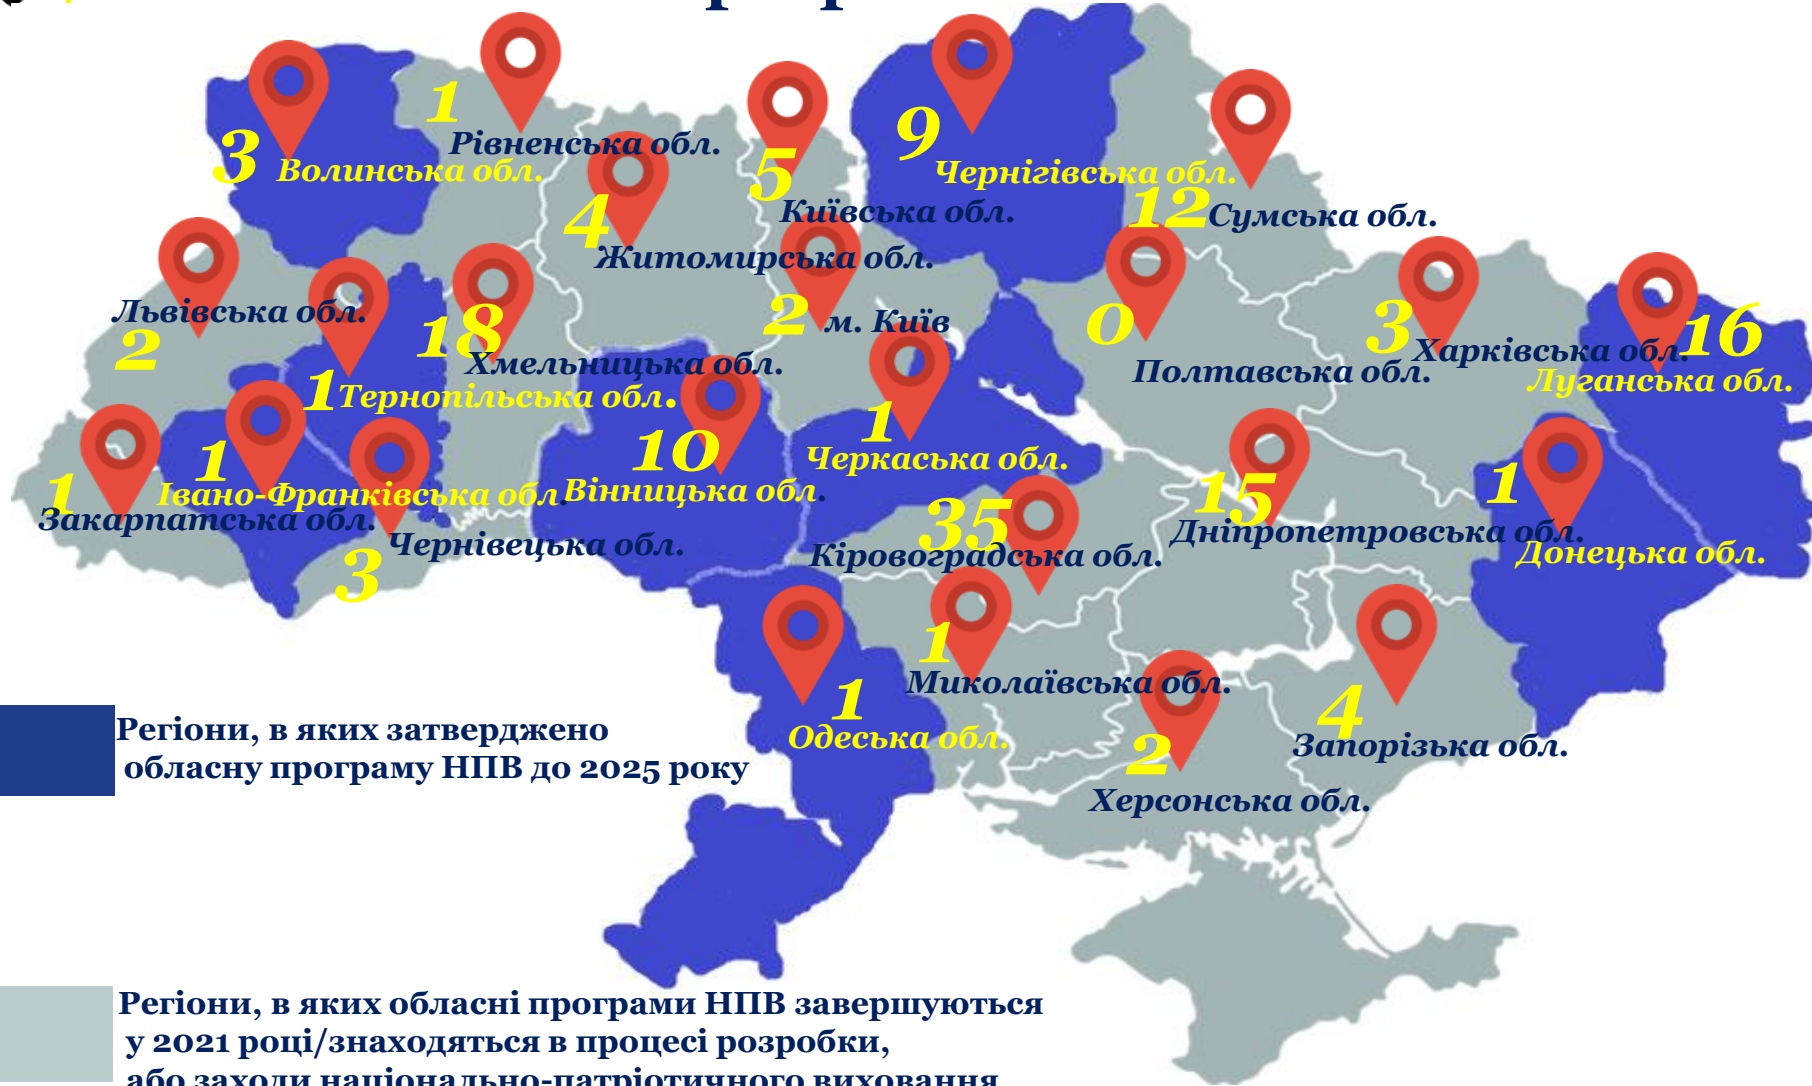 1
Рівненська обл.
3
Волинська обл.
5
Київська обл.
9
Чернігівська обл.
12
Сумська обл.
4
Житомирська обл.
Львівська обл.
2
18
Хмельницька обл.
2
м. Київ
0
Полтавська обл.
3
Харківська обл.
16
Луганська обл.
1
Тернопільська обл.
10
Вінницька обл.
1
Черкаська обл.
1
Закарпатська обл.
1
Івано-Франківська обл.
3
Чернівецька обл.
35
Кіровоградська обл.
15
Дніпропетровська обл.
1
Донецька обл.
1
Миколаївська обл.
1
Одеська обл.
2
Херсонська обл.
4
Запорізька обл.
Регіони, в яких затверджено
обласну програму НПВ до 2025 року
Регіони, в яких обласні програми НПВ завершуються
у 2021 році/знаходяться в процесі розробки,
або заходи національно-патріотичного виховання